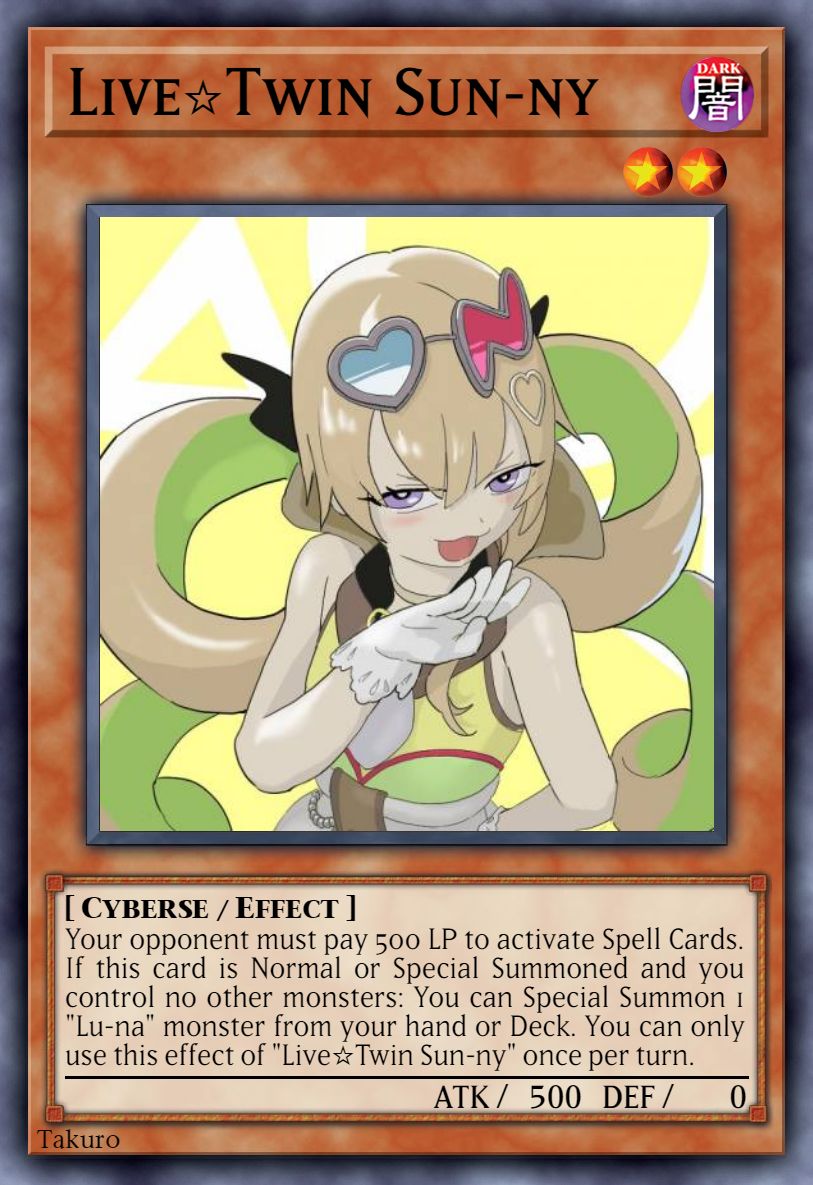 Live☆Twin Sun-ny
DARK
闇
[ Cyberse / Effect ]
Your opponent must pay 500 LP to activate Spell Cards.
If this card is Normal or Special Summoned and you
control no other monsters: You can Special Summon 1
"Lu-na" monster from your hand or Deck. You can only
use this effect of "Live☆Twin Sun-ny" once per turn.
ATK / 500 DEF / 0
Takuro